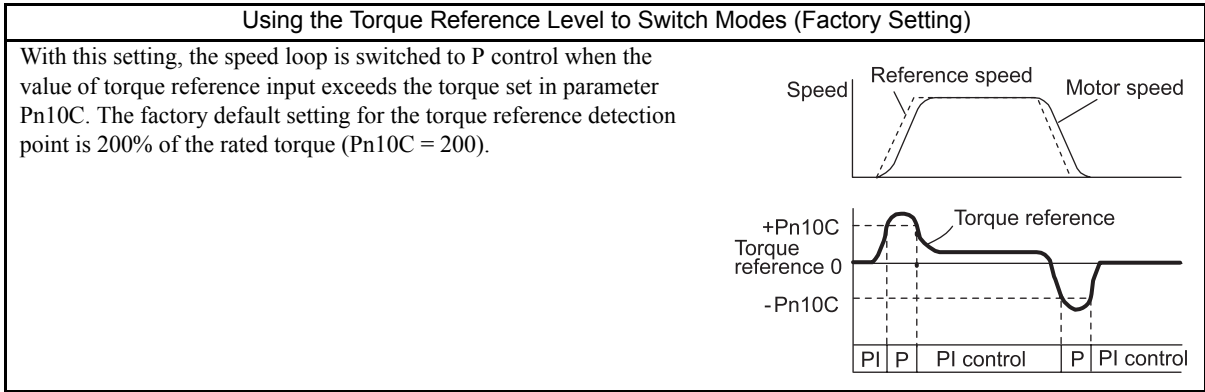 Using the Torque Reference Level to Switch Modes (Factory Setting)
With this setting, the speed loop is switched to P control when the
value of torque reference input exceeds the torque set in parameter
Pn10C. The factory default setting for the torque reference detection
point is 200% of the rated torque (Pn10C = 200).
Speed
Reference speed
Motor speed
+Pn10C
Torque reference
Torque
reference 0
-Pn10C
PI P PI control P PI control